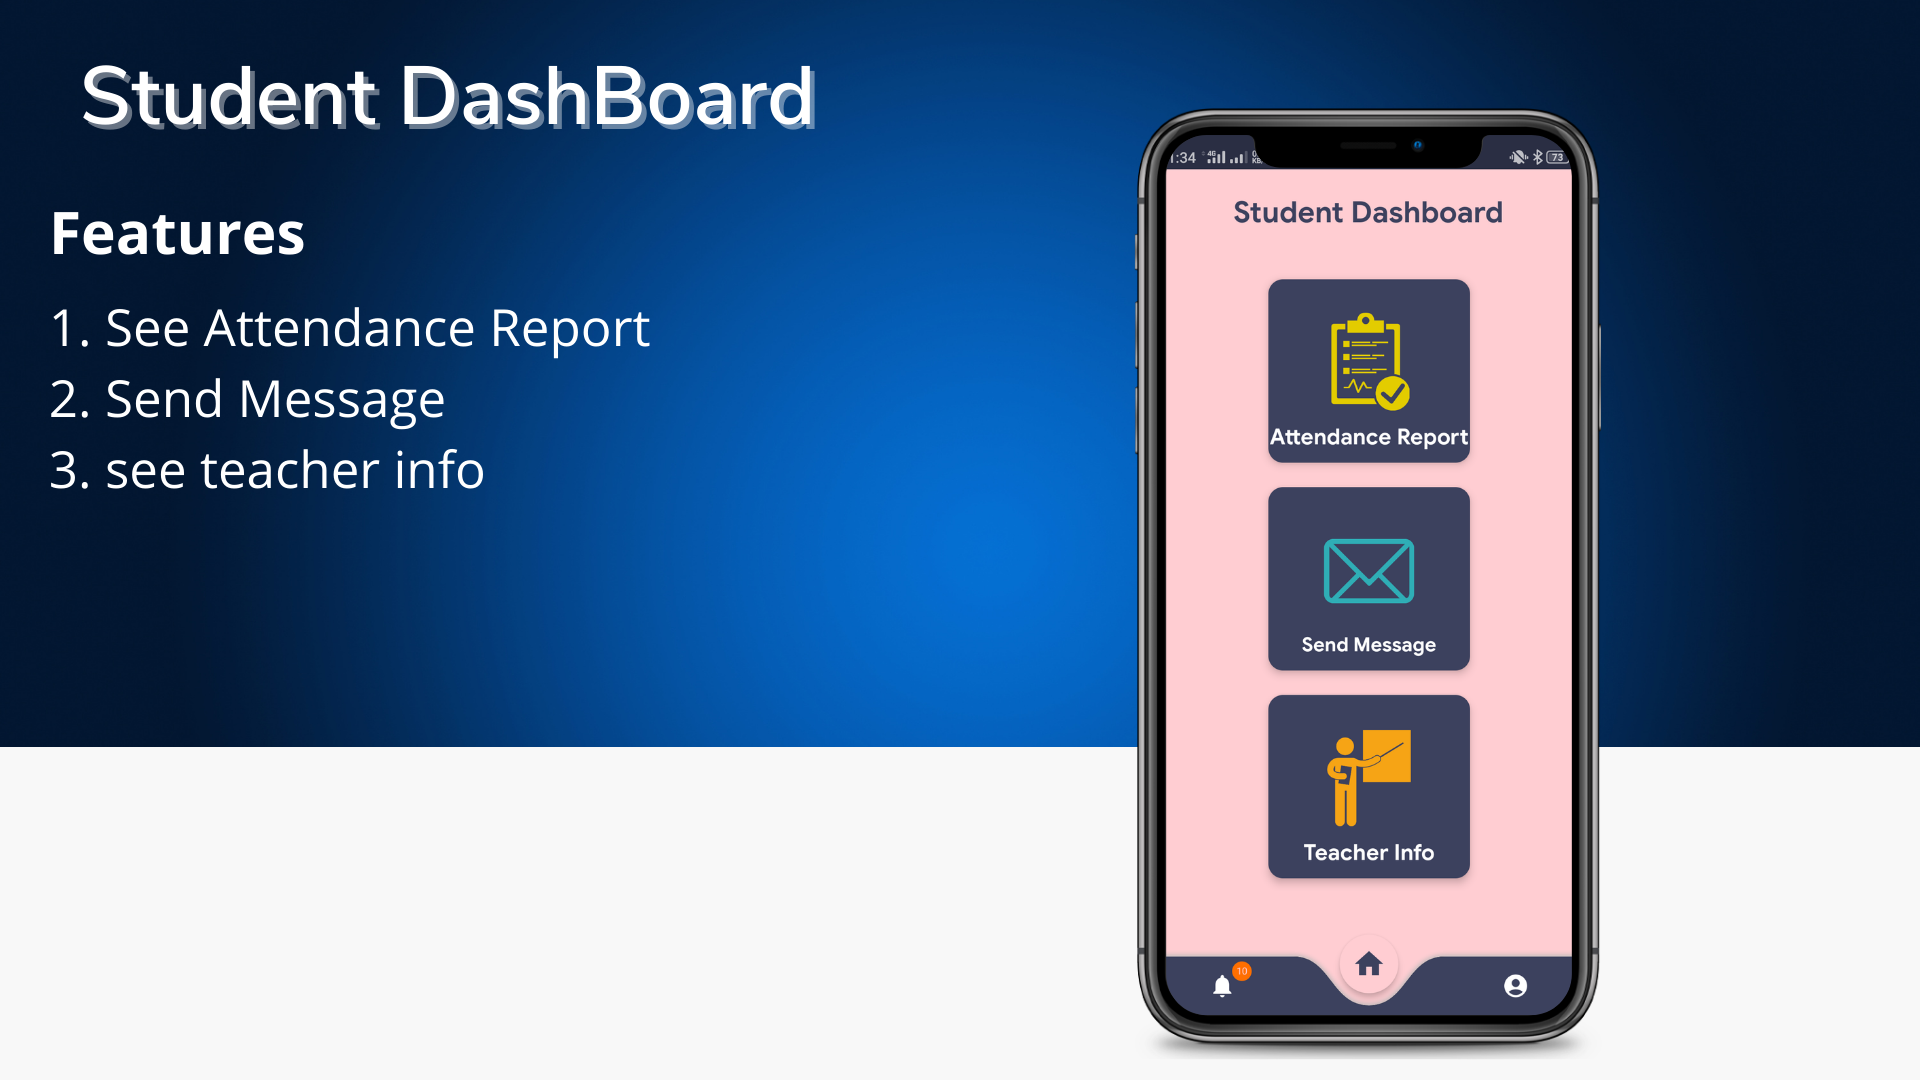 Student DashBoard
Features
1. See Attendance Report
2. Send Message
3. see teacher info
:34 4G 73
Student Dashboard
Attendance Report
Send Message
Teacher Info
10